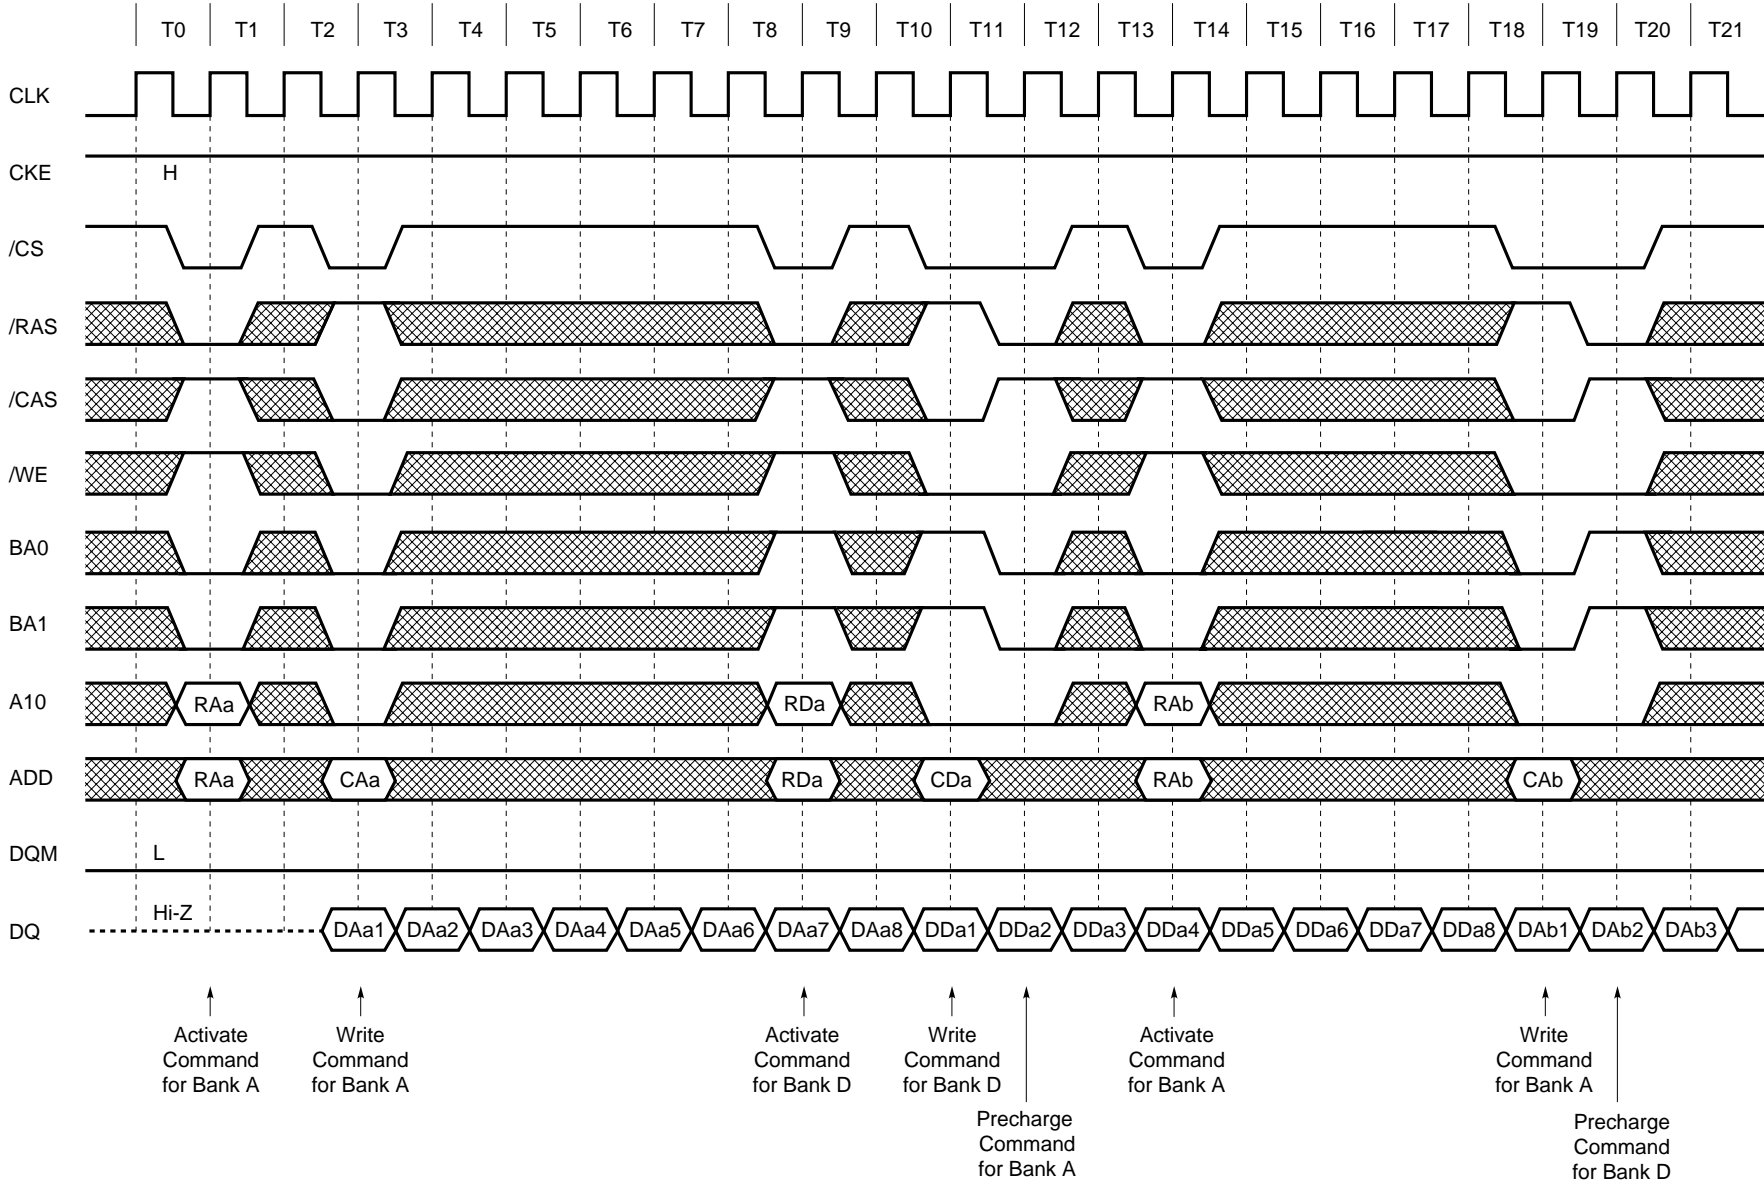 T0 T1 T2 T3 T4 T5 T6 T7 T8 T9 T10 T11 T12 T13 T14 T15 T16 T17 T18 T19 T20 T21
CLK
CKE H
/CS
/RAS
/CAS
/WE
BA0
BA1
A10 RAa RDa RAb
ADD RAa CAa RDa CDa RAb CAb
DQM L
Hi-Z
DQ DAa1 DAa2 DAa3 DAa4 DAa5 DAa6 DAa7 DAa8 DDa1 DDa2 DDa3 DDa4 DDa5 DDa6 DDa7 DDa8 DAb1 DAb2 DAb3
Activate
Command
for Bank A
Write
Command
for Bank A
Activate
Command
for Bank D
Write
Command
for Bank D
Precharge
Command
for Bank A
Activate
Command
for Bank A
Write
Command
for Bank A
Precharge
Command
for Bank D